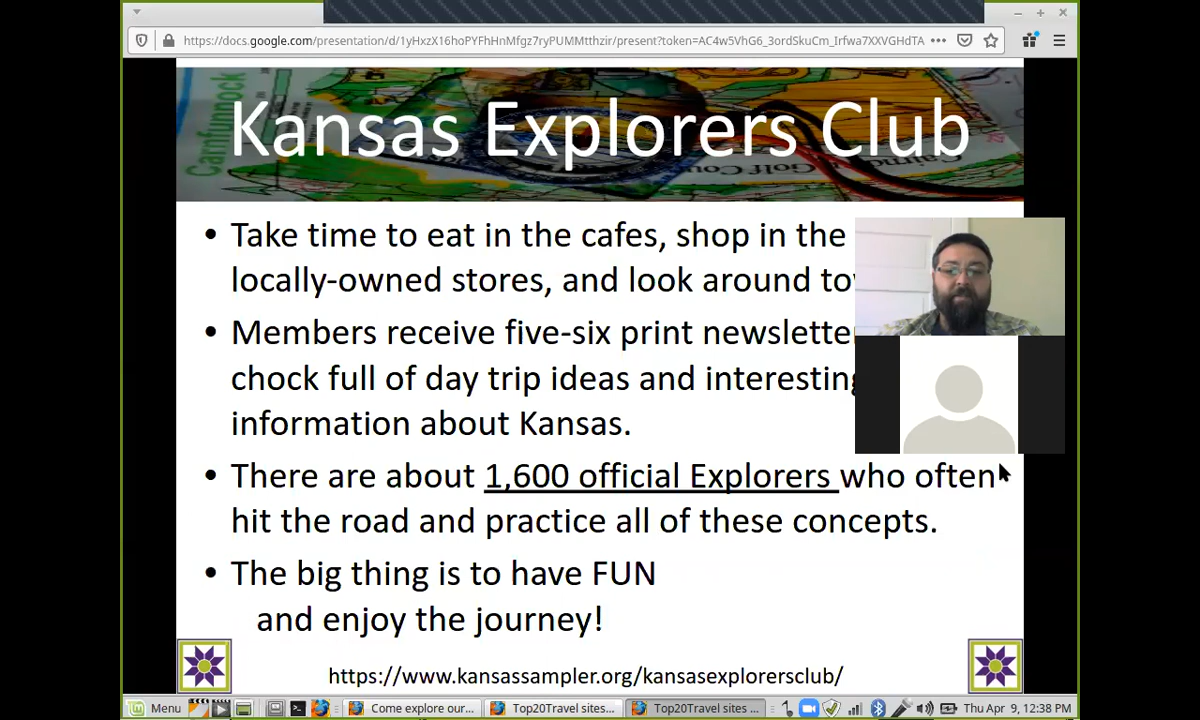 https://docs.google.com/presentation/d/1yHxzX16hoPYFhHnMfgz7ryPUMMtthzir/present?token=AC4w5VhG6_3ordSkuCm_Irfwa7XXVGHdTA
Carnfunnock
Golf Course
Kansas Explorers Club
• Take time to eat in the cafes, shop in the
locally-owned stores, and look around
• Members receive five-six print
chock full of day trip ideas and interesting
information about Kansas.
• There are about 1,600 official Explorers who often
hit the road and practice all of these concepts.
• The big thing is to have FUN
and enjoy the journey!
https://www.kansassampler.org/kansasexplorersclub/
Menu Come explore our... Top20Travel sites... Top20Travel sites ... Thu Apr 9, 12:38 PM